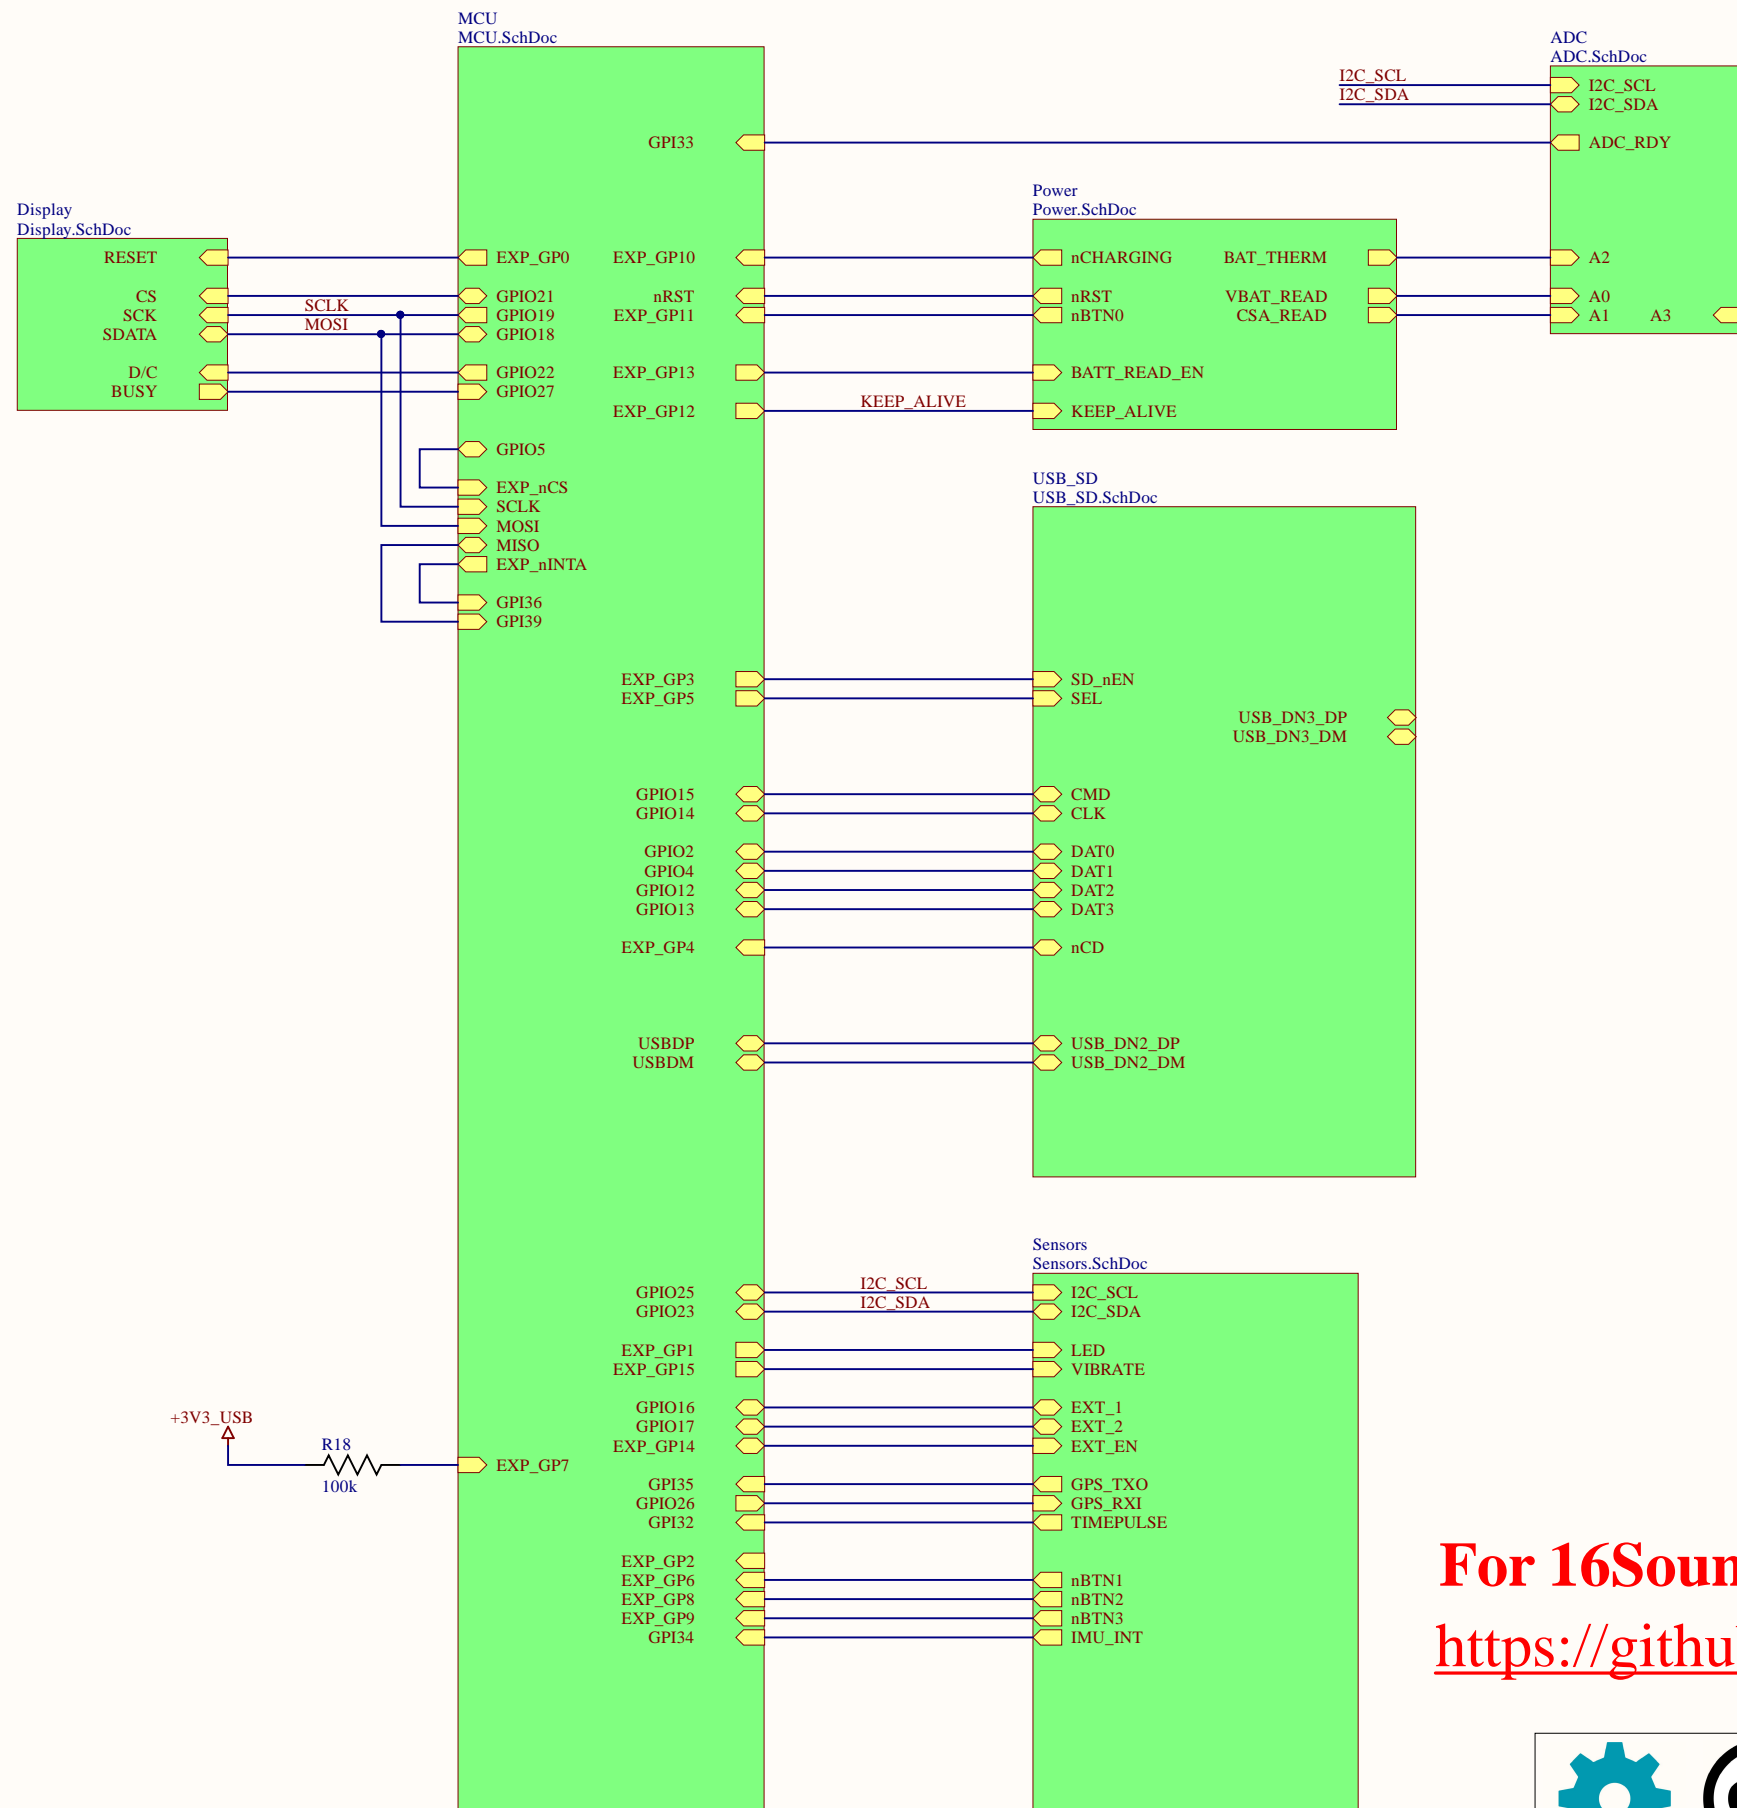 MCU
MCU.SchDoc
ADC
ADC.SchDoc
I2C_SCL
I2C_SDA
I2C_SCL
I2C_SDA
GPI33
ADC_RDY
Power
Power.SchDoc
Display
Display.SchDoc
RESET
EXP_GP0
EXP_GP10
nCHARGING
BAT_THERM
A2
CS
GPIO21
nRST
nRST
VBAT_READ
A0
SCK
SCLK
GPIO19
EXP_GP11
nBTN0
CSA_READ
A1
A3
SDATA
MOSI
GPIO18
D/C
GPIO22
EXP_GP13
BATT_READ_EN
BUSY
GPIO27
EXP_GP12
KEEP_ALIVE
KEEP_ALIVE
GPIO5
EXP_nCS
SCLK
MOSI
MISO
EXP_nINTA
GPI36
GPI39
USB_SD
USB_SD.SchDoc
EXP_GP3
SD_nEN
EXP_GP5
SEL
USB_DN3_DP
USB_DN3_DM
GPIO15
CMD
GPIO14
CLK
GPIO2
DAT0
GPIO4
DAT1
GPIO12
DAT2
GPIO13
DAT3
EXP_GP4
nCD
USBDP
USB_DN2_DP
USBDM
USB_DN2_DM
Sensors
Sensors.SchDoc
GPIO25
I2C_SCL
I2C_SCL
GPIO23
I2C_SDA
I2C_SDA
EXP_GP1
LED
EXP_GP15
VIBRATE
GPIO16
EXT_1
GPIO17
EXT_2
EXP_GP14
EXT_EN
+3V3_USB
R18
100k
EXP_GP7
GPI35
GPS_TXO
GPIO26
GPS_RXI
GPI32
TIMEPULSE
EXP_GP2
EXP_GP6
nBTN1
EXP_GP8
nBTN2
EXP_GP9
nBTN3
GPI34
IMU_INT
For 16Soun
https://githu